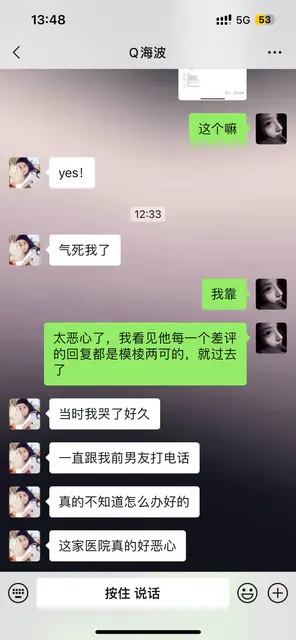 13:48
5G
53
Q海波
这个嘛
yes!
12:33
气死我了
我靠
太恶心了，我看见他每一个差评
的回复都是模棱两可的，就过去
了
当时我哭了好久
一直跟我前男友打电话
真的不知道怎么办好的
这家医院真的好恶心
按住 说话